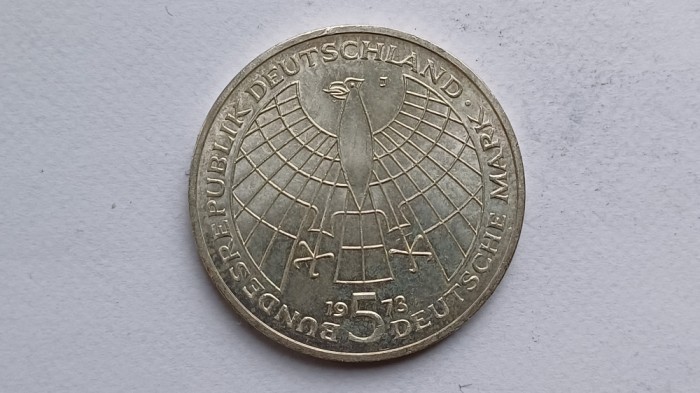 BUNDESREPUBLIK DEUTSCHLAND · DEUTSCHE MARK
J
19 73
5